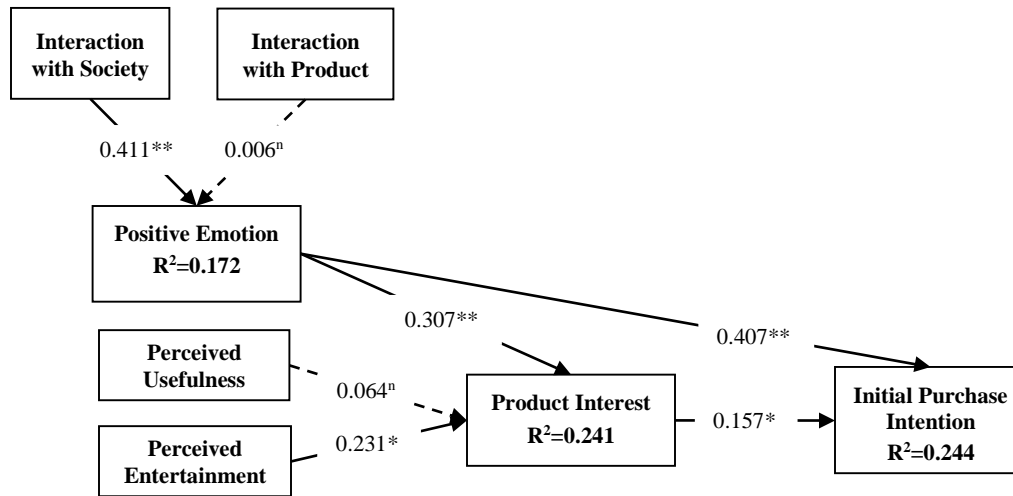 Interaction
with Society
Interaction
with Product
0.411**
0.006ⁿ
Positive Emotion
R²=0.172
0.307**
0.407**
Perceived
Usefulness
0.064ⁿ
Product Interest
R²=0.241
0.157*
Initial Purchase
Intention
R²=0.244
0.231*
Perceived
Entertainment